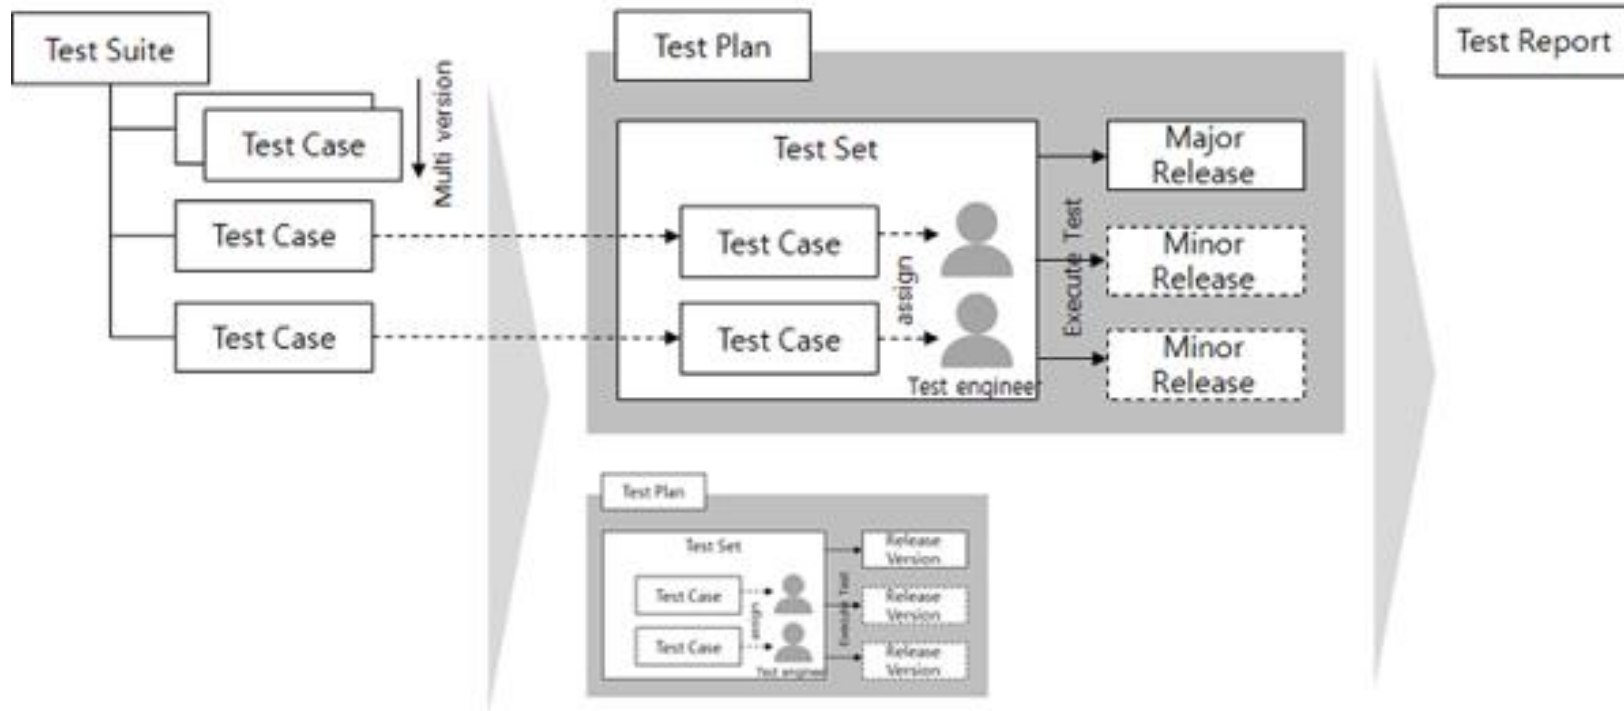 Test Suite
Test Case
Multi version
Test Case
Test Case
Test Plan
Test Set
Test Case
Test Case
assign
Test engineer
Execute Test
Major
Release
Minor
Release
Minor
Release
Test Plan
Test Set
Test Case
Test Case
assign
Test engineer
Execute Test
Release
Version
Release
Version
Release
Version
Test Report